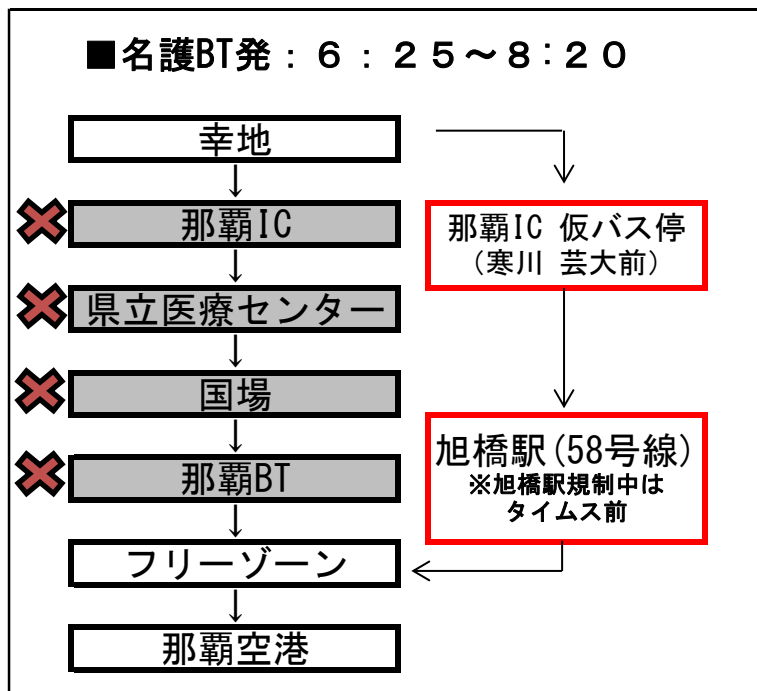 ■名護BT発：６：２５～８：２０
幸地
那覇IC
県立医療センター
国場
那覇BT
フリーゾーン
那覇空港
那覇IC 仮バス停
（寒川 芸大前）
旭橋駅(58号線)
※旭橋駅規制中は
タイムス前